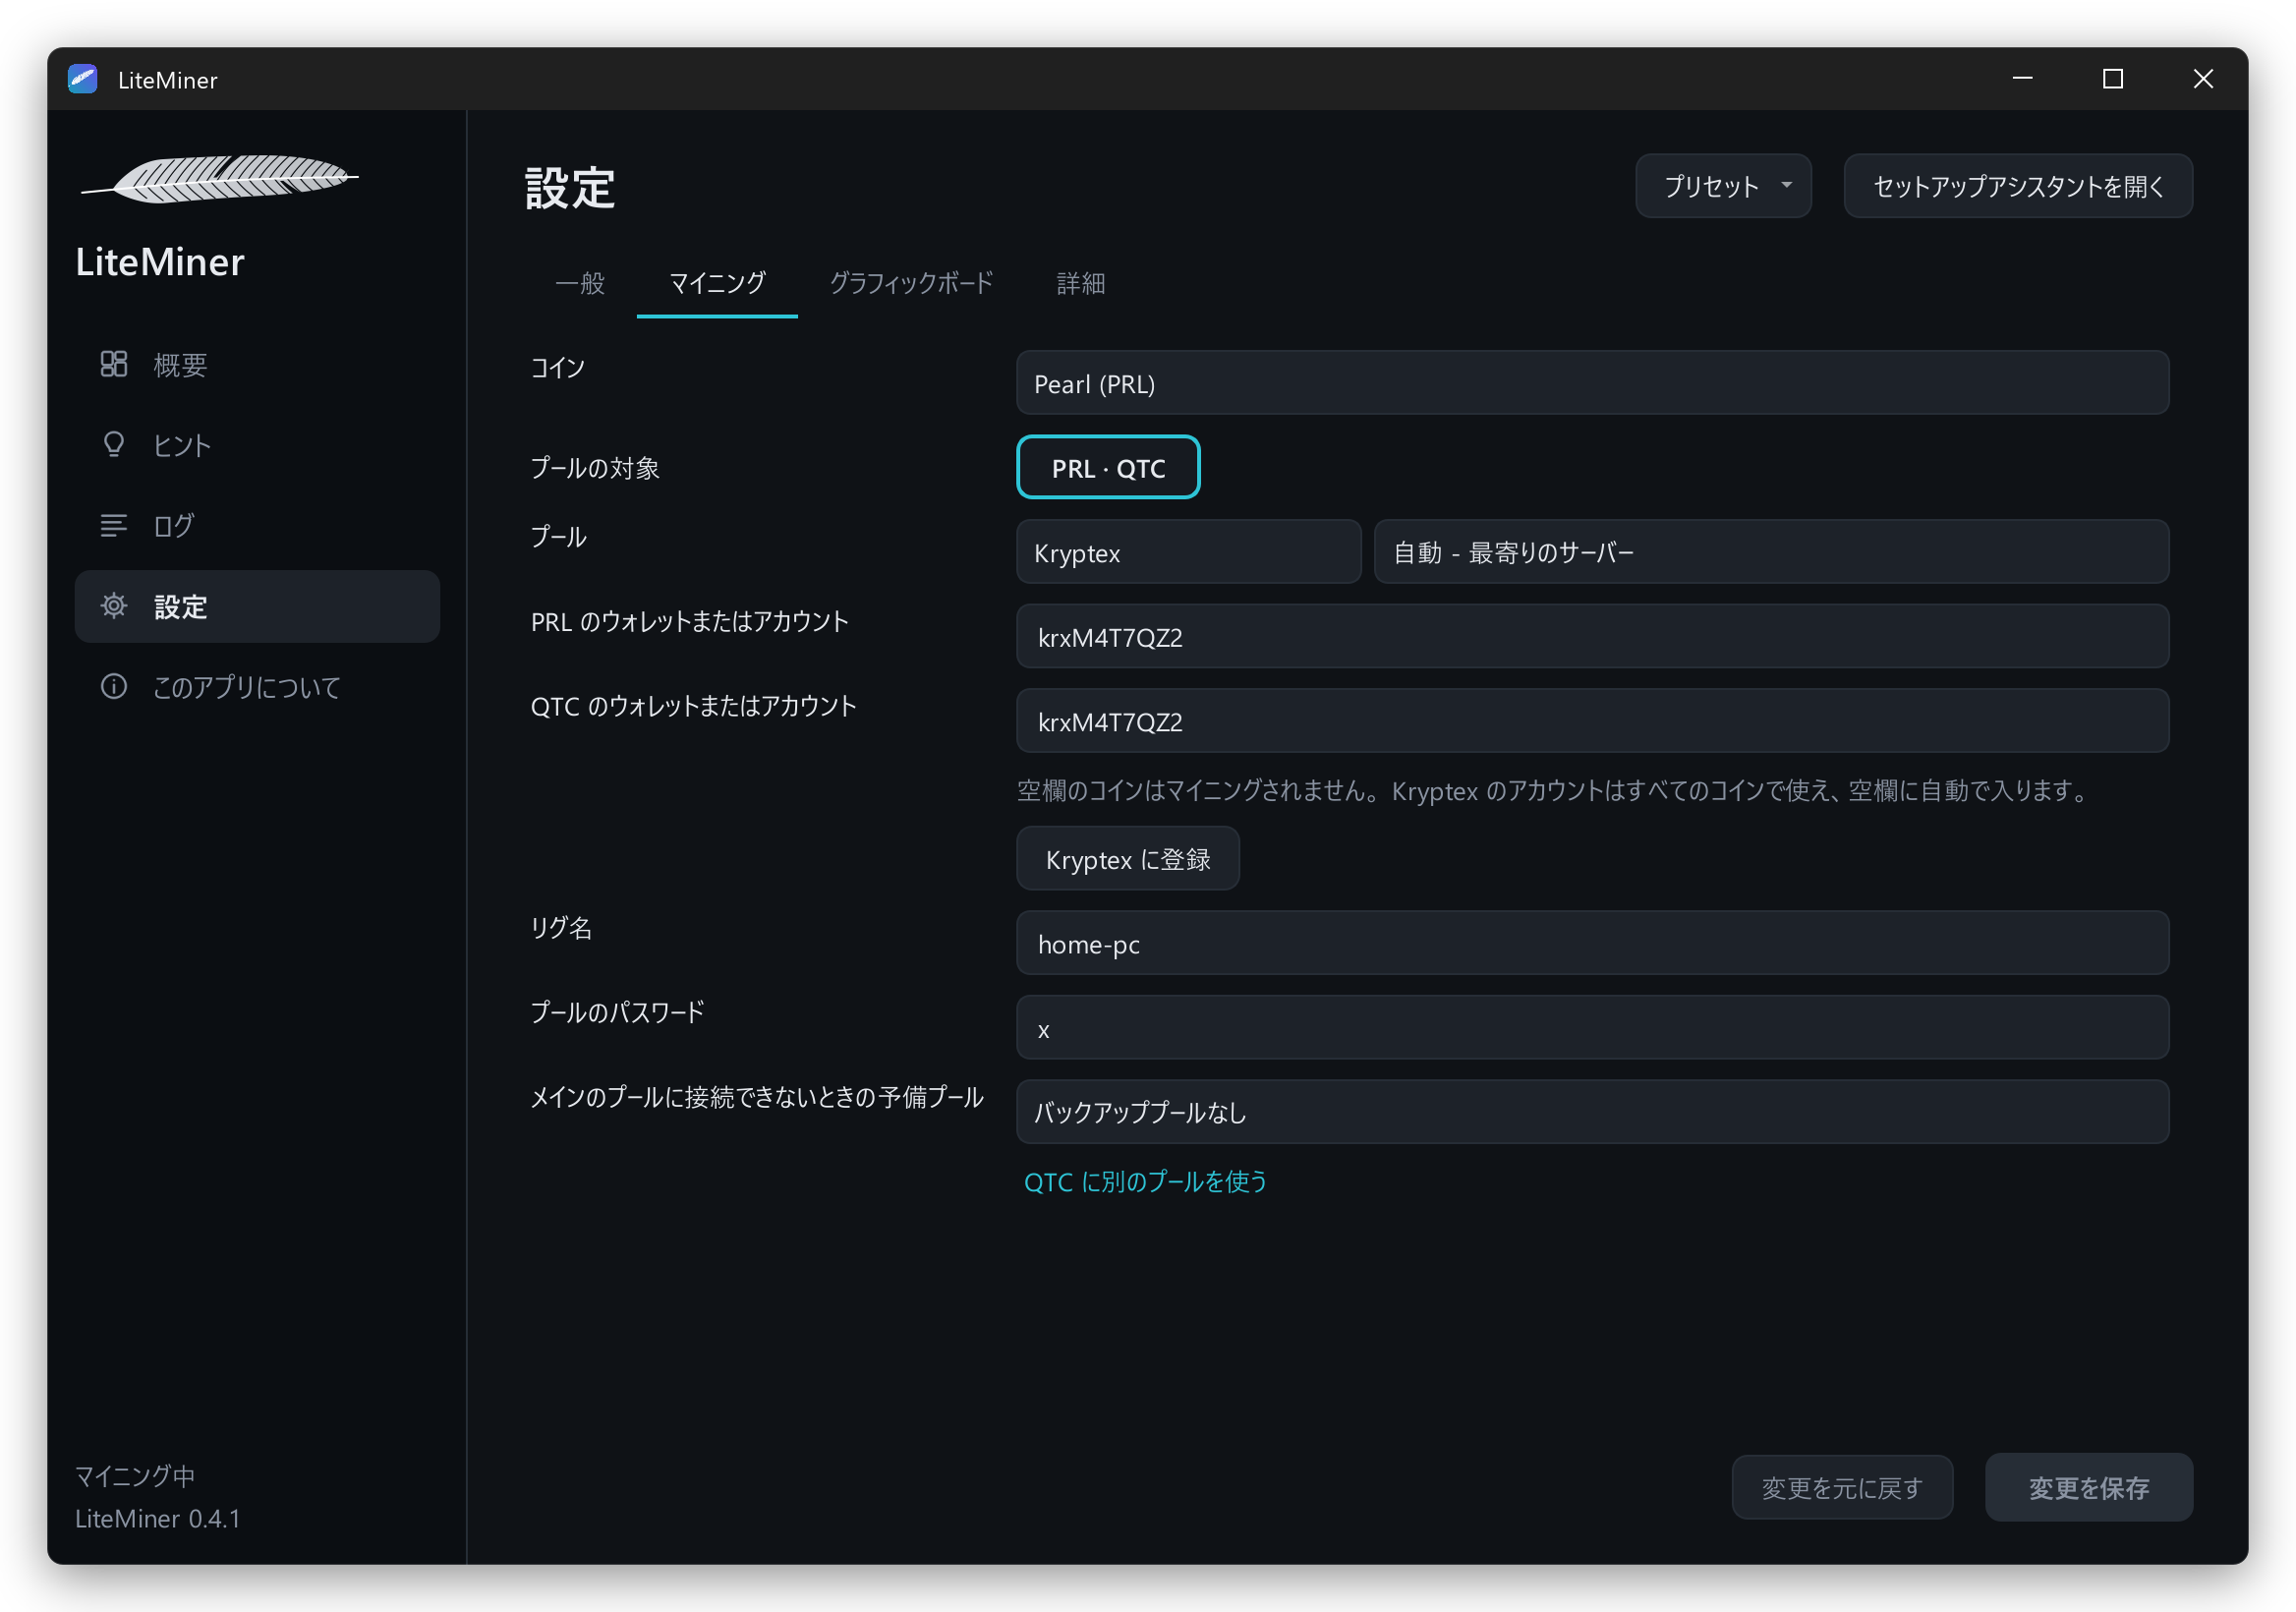 LiteMiner
LiteMiner
概要
ヒント
ログ
設定
このアプリについて
マイニング中
LiteMiner 0.4.1
設定
プリセット
セットアップアシスタントを開く
一般
マイニング
グラフィックボード
詳細
コイン
Pearl (PRL)
プールの対象
PRL · QTC
プール
Kryptex
自動 - 最寄りのサーバー
PRL のウォレットまたはアカウント
krxM4T7QZ2
QTC のウォレットまたはアカウント
krxM4T7QZ2
空欄のコインはマイニングされません。Kryptex のアカウントはすべてのコインで使え、空欄に自動で入ります。
Kryptex に登録
リグ名
home-pc
プールのパスワード
x
メインのプールに接続できないときの予備プール
バックアッププールなし
QTC に別のプールを使う
変更を元に戻す
変更を保存